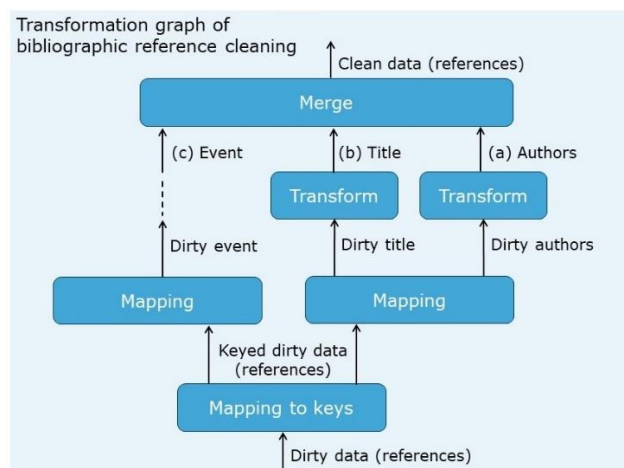 Transformation graph of
bibliographic reference cleaning
Clean data (references)
Merge
(c) Event
(b) Title
(a) Authors
Transform
Transform
Dirty event
Dirty title
Dirty authors
Mapping
Mapping
Keyed dirty data
(references)
Mapping to keys
Dirty data (references)